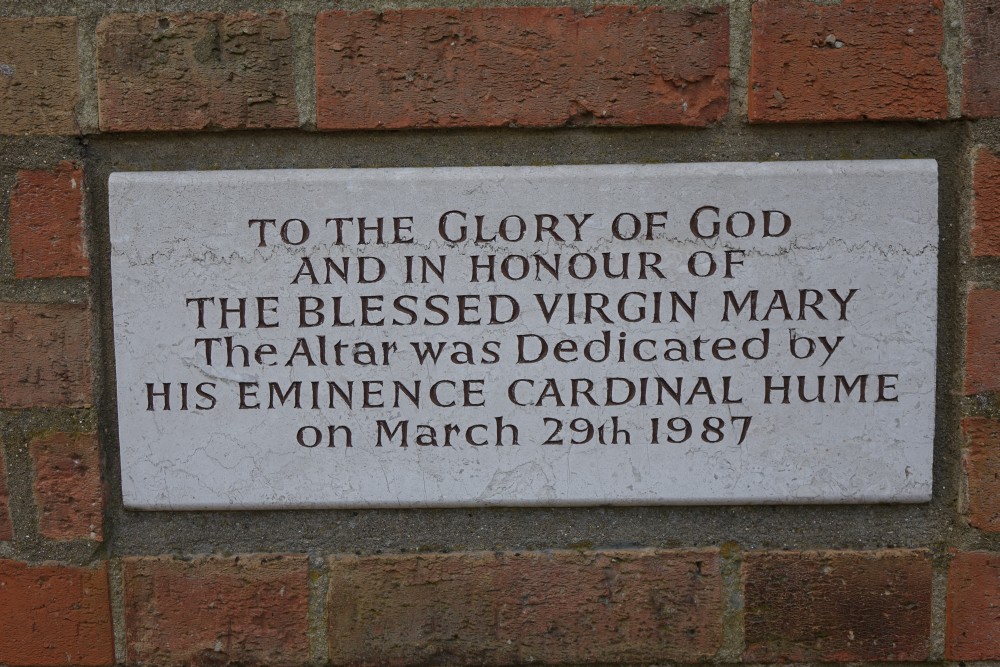 TO THE GLORY OF GOD
AND IN HONOUR OF
THE BLESSED VIRGIN MARY
The Altar was Dedicated by
HIS EMINENCE CARDINAL HUME
on March 29th 1987